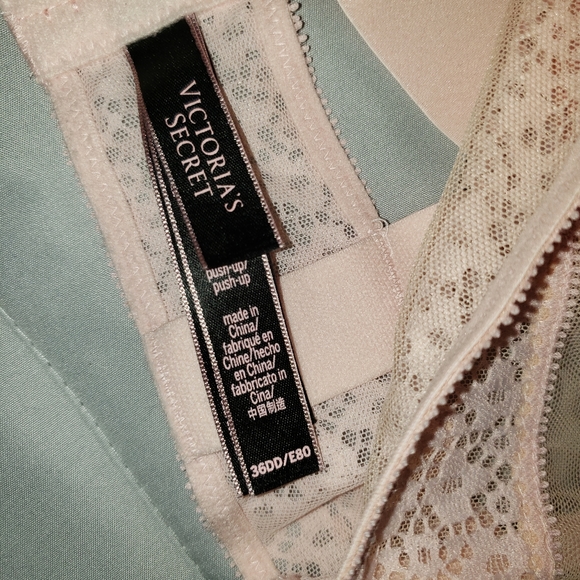 VICTORIA'S
SECRET
push-up/
push-up
made in
China/
fabriqué en
Chine/hecho
en China/
fabbricato in
Cina/
中国制造
36DD/E80